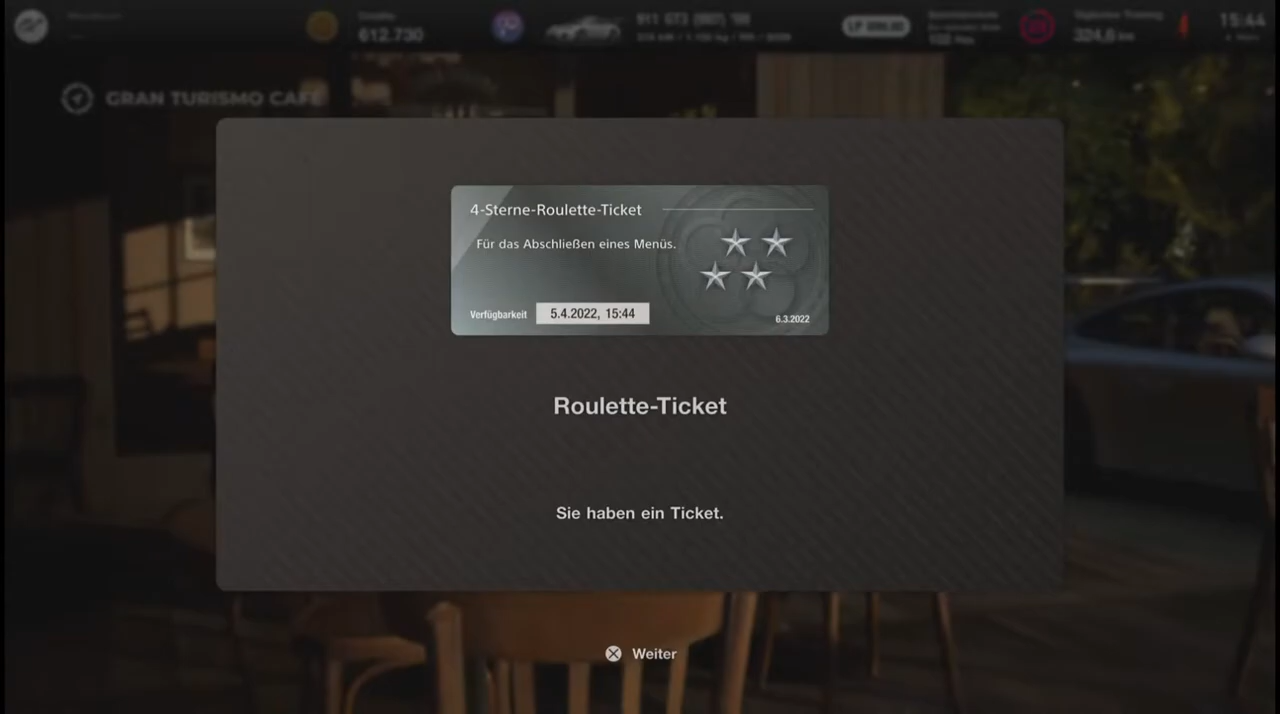 612.730
911 GT3 (997) '09
15:44
GRAN TURISMO CAFE
4-Sterne-Roulette-Ticket
Für das Abschließen eines Menüs.
Verfügbarkeit
5.4.2022, 15:44
6.3.2022
Roulette-Ticket
Sie haben ein Ticket.
Weiter